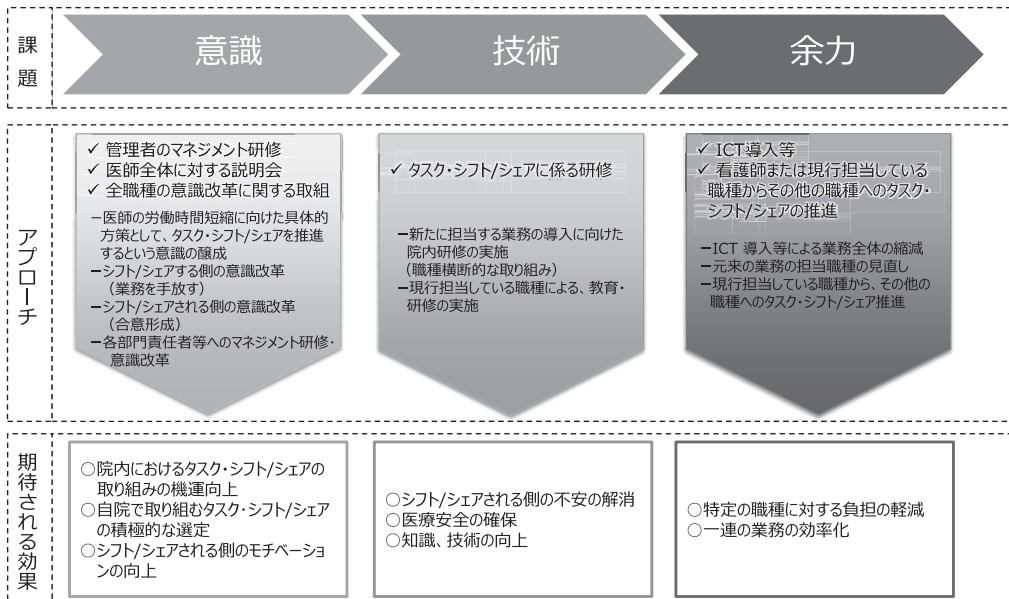 課題
意識
技術
余力
アプローチ
✓ 管理者のマネジメント研修
✓ 医師全体に対する説明会
✓ 全職種の意識改革に関する取組
－医師の労働時間短縮に向けた具体的
方策として、タスク・シフト/シェアを推進
するという意識の醸成
－シフト/シェアする側の意識改革
（業務を手放す）
－シフト/シェアされる側の意識改革
（合意形成）
－各部門責任者等へのマネジメント研修・
意識改革
✓ タスク・シフト/シェアに係る研修
－新たに担当する業務の導入に向けた
院内研修の実施
（職種横断的な取り組み）
－現行担当している職種による、教育・
研修の実施
✓ ICT導入等
✓ 看護師または現行担当している
職種からその他の職種へのタスク・
シフト/シェアの推進
－ICT 導入等による業務全体の縮減
－元来の業務の担当職種の見直し
－現行担当している職種から、その他の
職種へのタスク・シフト/シェア推進
期待される効果
○院内におけるタスク・シフト/シェアの
取り組みの機運向上
○自院で取り組むタスク・シフト/シェア
の積極的な選定
○シフト/シェアされる側のモチベーショ
ンの向上
○シフト/シェアされる側の不安の解消
○医療安全の確保
○知識、技術の向上
○特定の職種に対する負担の軽減
○一連の業務の効率化